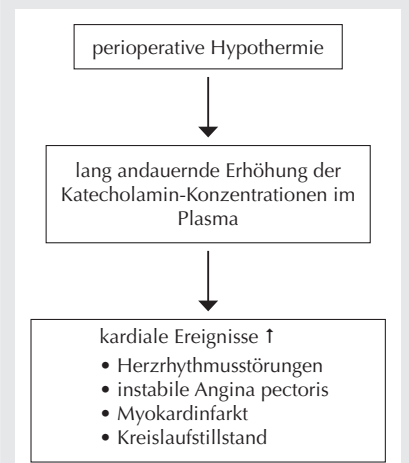 perioperative Hypothermie
lang andauernde Erhöhung der
Katecholamin-Konzentrationen im
Plasma
kardiale Ereignisse ↑
• Herzrhythmusstörungen
• instabile Angina pectoris
• Myokardinfarkt
• Kreislaufstillstand